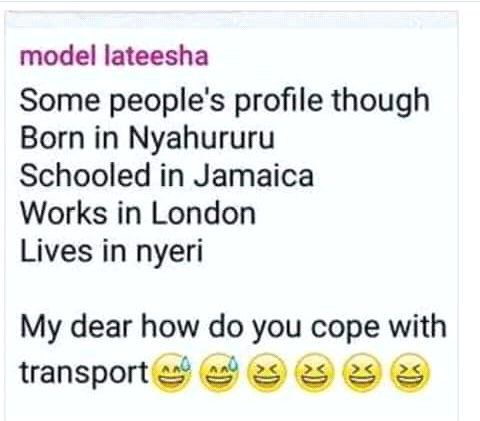 model lateesha
Some people's profile though
Born in Nyahururu
Schooled in Jamaica
Works in London
Lives in nyeri
My dear how do you cope with
transport😅😅😆😆😆😆